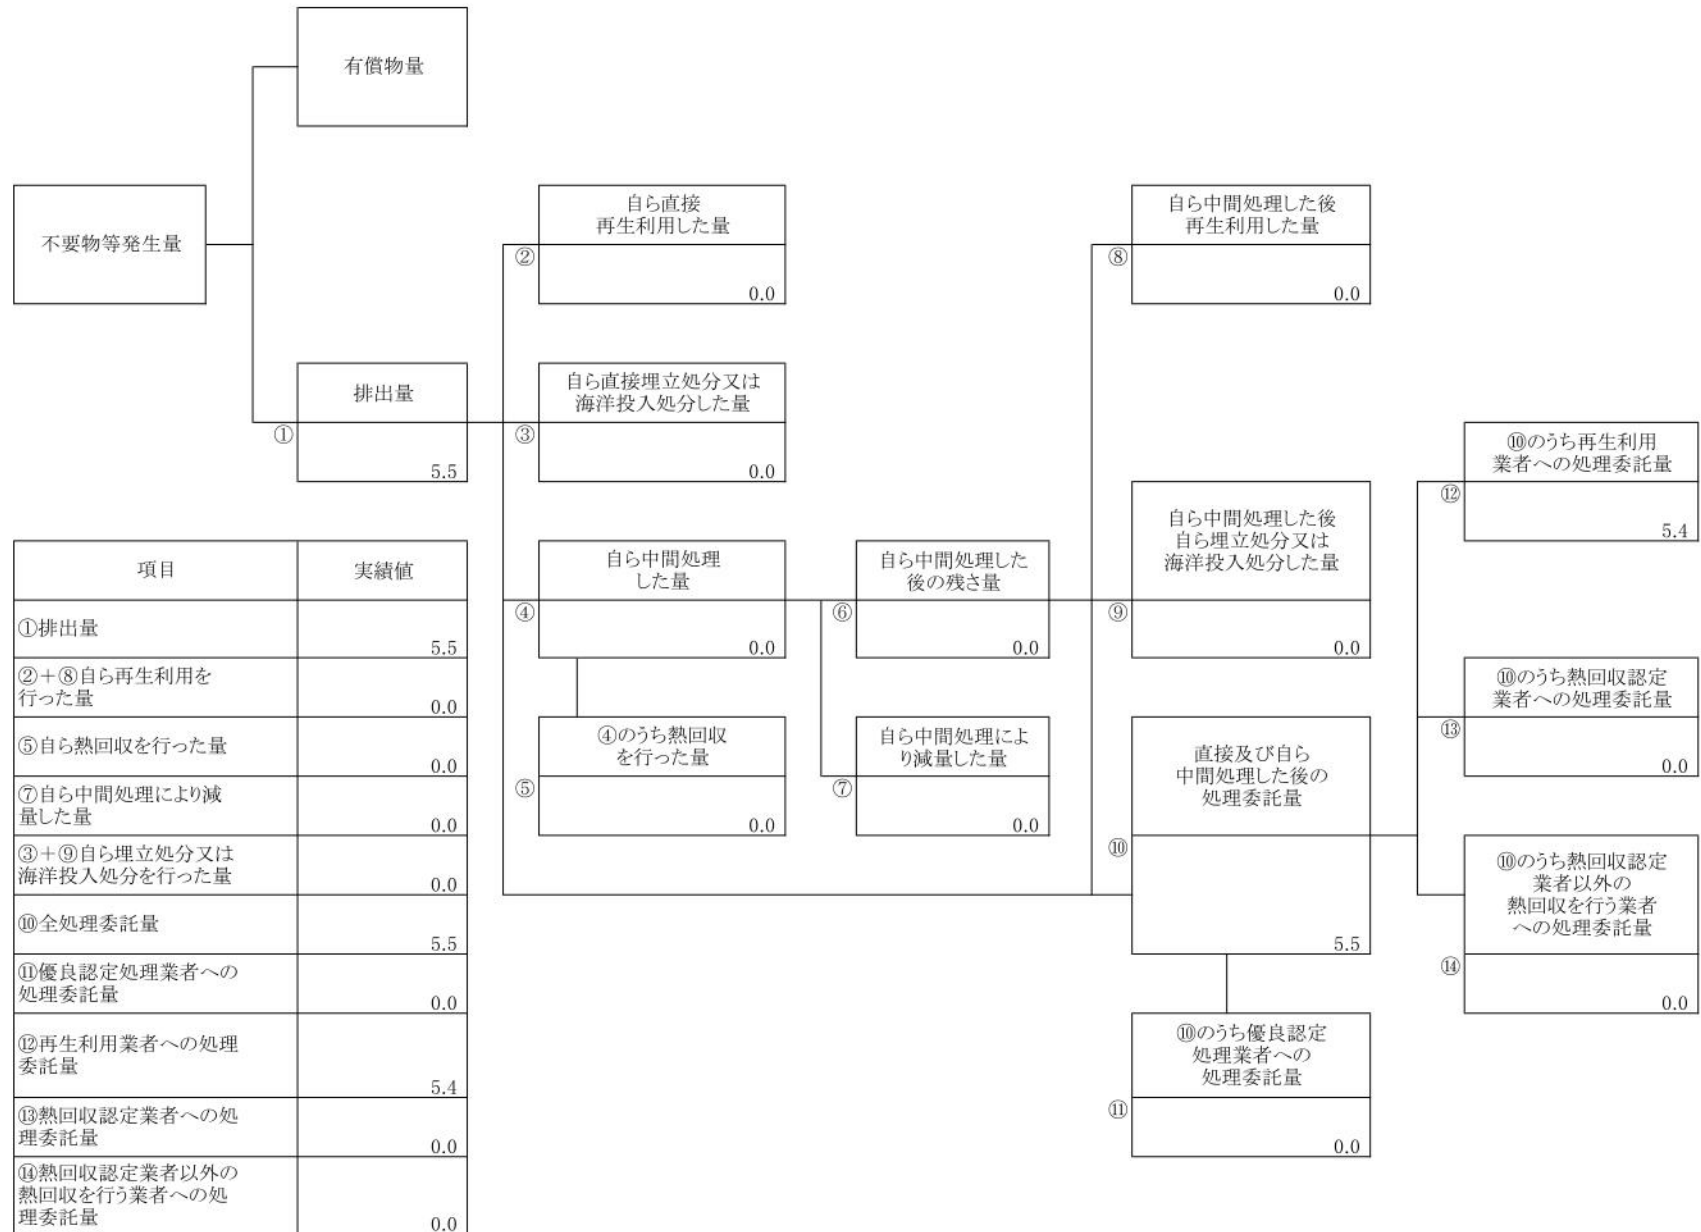 有償物量
不要物等発生量
自ら直接
再生利用した量
②
0.0
自ら中間処理した後
再生利用した量
⑧
0.0
排出量
①
5.5
自ら直接埋立処分又は
海洋投入処分した量
③
0.0
⑩のうち再生利用
業者への処理委託量
⑫
5.4
自ら中間処理した後
自ら埋立処分又は
海洋投入処分した量
⑨
0.0
自ら中間処理
した量
④
0.0
自ら中間処理した
後の残さ量
⑥
0.0
⑩のうち熱回収認定
業者への処理委託量
⑬
0.0
④のうち熱回収
を行った量
⑤
0.0
自ら中間処理によ
り減量した量
⑦
0.0
直接及び自ら
中間処理した後の
処理委託量
⑩
5.5
⑩のうち熱回収認定
業者以外の
熱回収を行う業者
への処理委託量
⑭
0.0
⑩のうち優良認定
処理業者への
処理委託量
⑪
0.0
項目 実績値
①排出量
5.5
②＋⑧自ら再生利用を
行った量
0.0
⑤自ら熱回収を行った量
0.0
⑦自ら中間処理により減
量した量
0.0
③＋⑨自ら埋立処分又は
海洋投入処分を行った量
0.0
⑩全処理委託量
5.5
⑪優良認定処理業者への
処理委託量
0.0
⑫再生利用業者への処理
委託量
5.4
⑬熱回収認定業者への処
理委託量
0.0
⑭熱回収認定業者以外の
熱回収を行う業者への処
理委託量
0.0